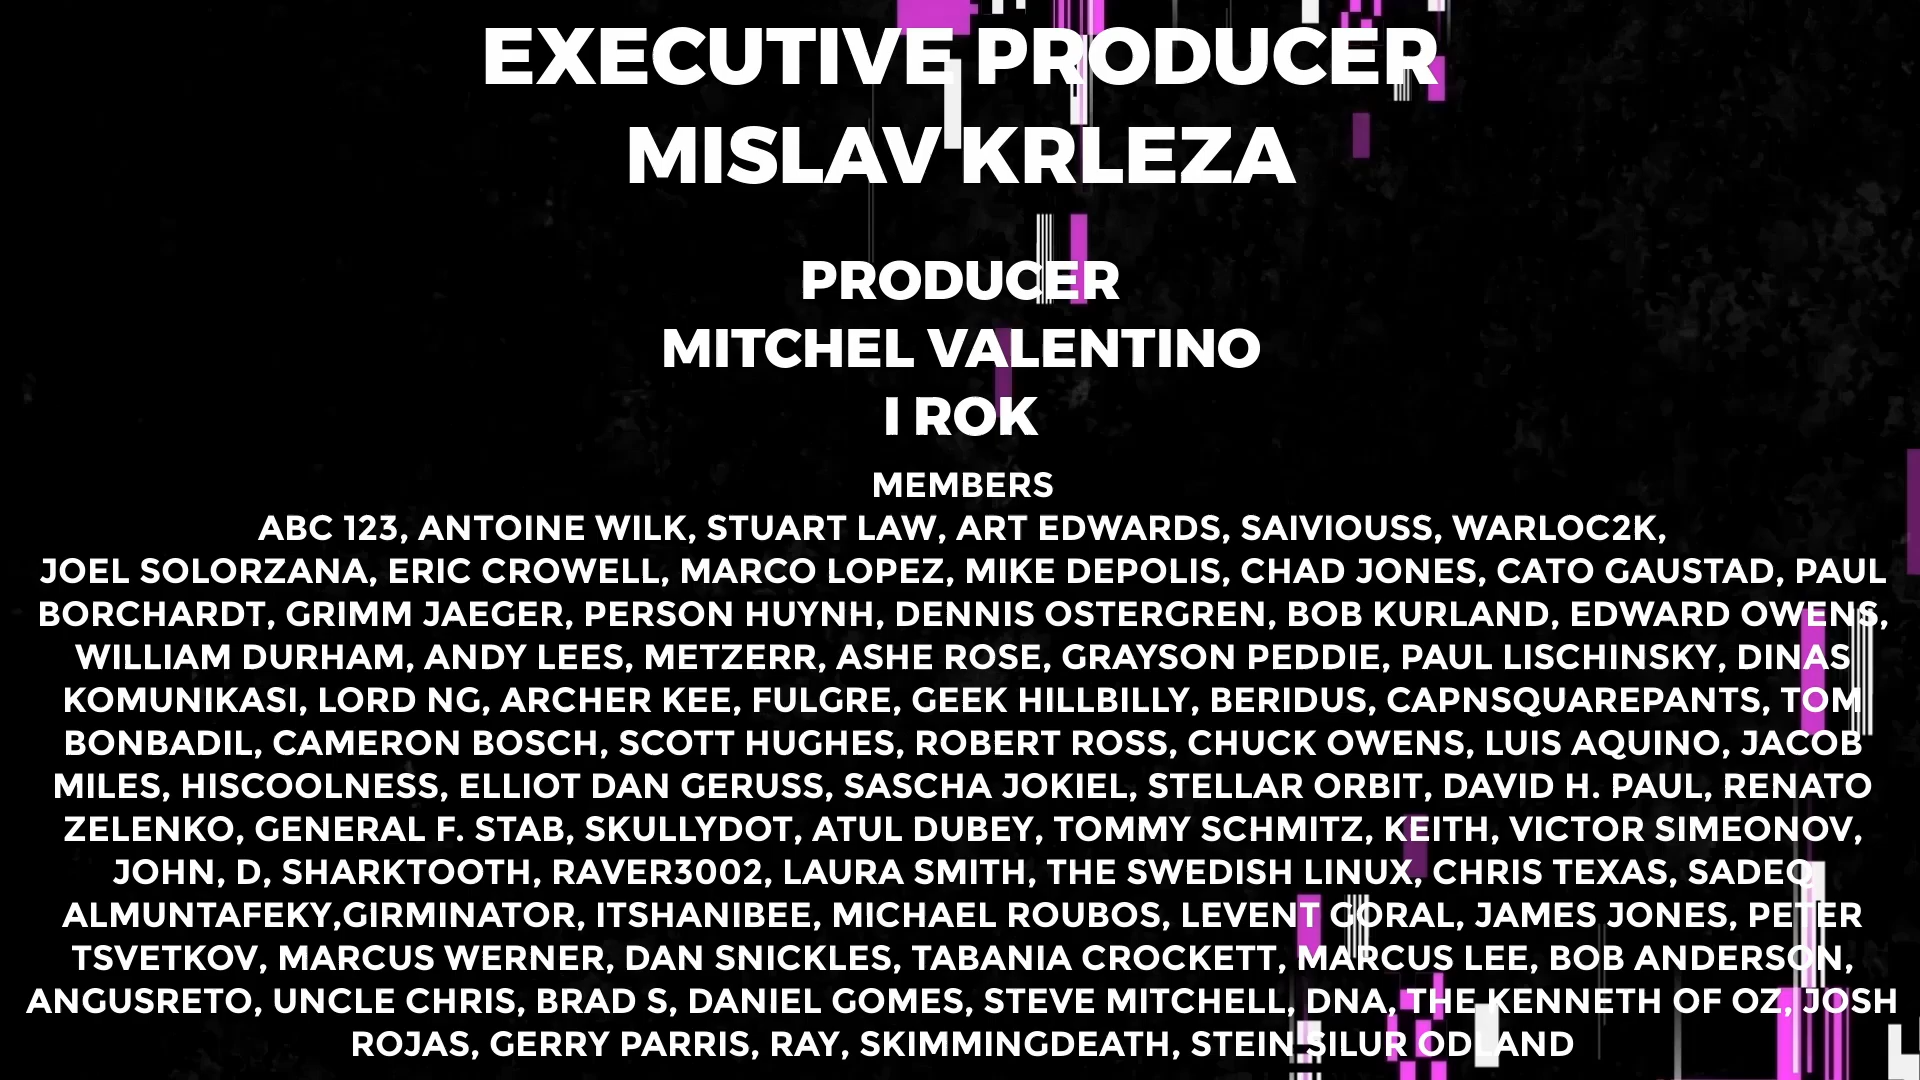 EXECUTIVE PRODUCER
MISLAV KRLEZA
PRODUCER
MITCHEL VALENTINO
I ROK
MEMBERS
ABC 123, ANTOINE WILK, STUART LAW, ART EDWARDS, SAIVIOUSS, WARLOC2K,
JOEL SOLORZANA, ERIC CROWELL, MARCO LOPEZ, MIKE DEPOLIS, CHAD JONES, CATO GAUSTAD, PAUL
BORCHARDT, GRIMM JAEGER, PERSON HUYNH, DENNIS OSTERGREN, BOB KURLAND, EDWARD OWENS,
WILLIAM DURHAM, ANDY LEES, METZERR, ASHE ROSE, GRAYSON PEDDIE, PAUL LISCHINSKY, DINAS
KOMUNIKASI, LORD NG, ARCHER KEE, FULGRE, GEEK HILLBILLY, BERIDUS, CAPNSQUAREPANTS, TOM
BONBADIL, CAMERON BOSCH, SCOTT HUGHES, ROBERT ROSS, CHUCK OWENS, LUIS AQUINO, JACOB
MILES, HISCOOLNESS, ELLIOT DAN GERUSS, SASCHA JOKIEL, STELLAR ORBIT, DAVID H. PAUL, RENATO
ZELENKO, GENERAL F. STAB, SKULLYDOT, ATUL DUBEY, TOMMY SCHMITZ, KEITH, VICTOR SIMEONOV,
JOHN, D, SHARKTOOTH, RAVER3002, LAURA SMITH, THE SWEDISH LINUX, CHRIS TEXAS, SADEQ
ALMUNTAFEKY,GIRMINATOR, ITSHANIBEE, MICHAEL ROUBOS, LEVENT GORAL, JAMES JONES, PETER
TSVETKOV, MARCUS WERNER, DAN SNICKLES, TABANIA CROCKETT, MARCUS LEE, BOB ANDERSON,
ANGUSRETO, UNCLE CHRIS, BRAD S, DANIEL GOMES, STEVE MITCHELL, DNA, THE KENNETH OF OZ, JOSH
ROJAS, GERRY PARRIS, RAY, SKIMMINGDEATH, STEIN SILUR ODLAND